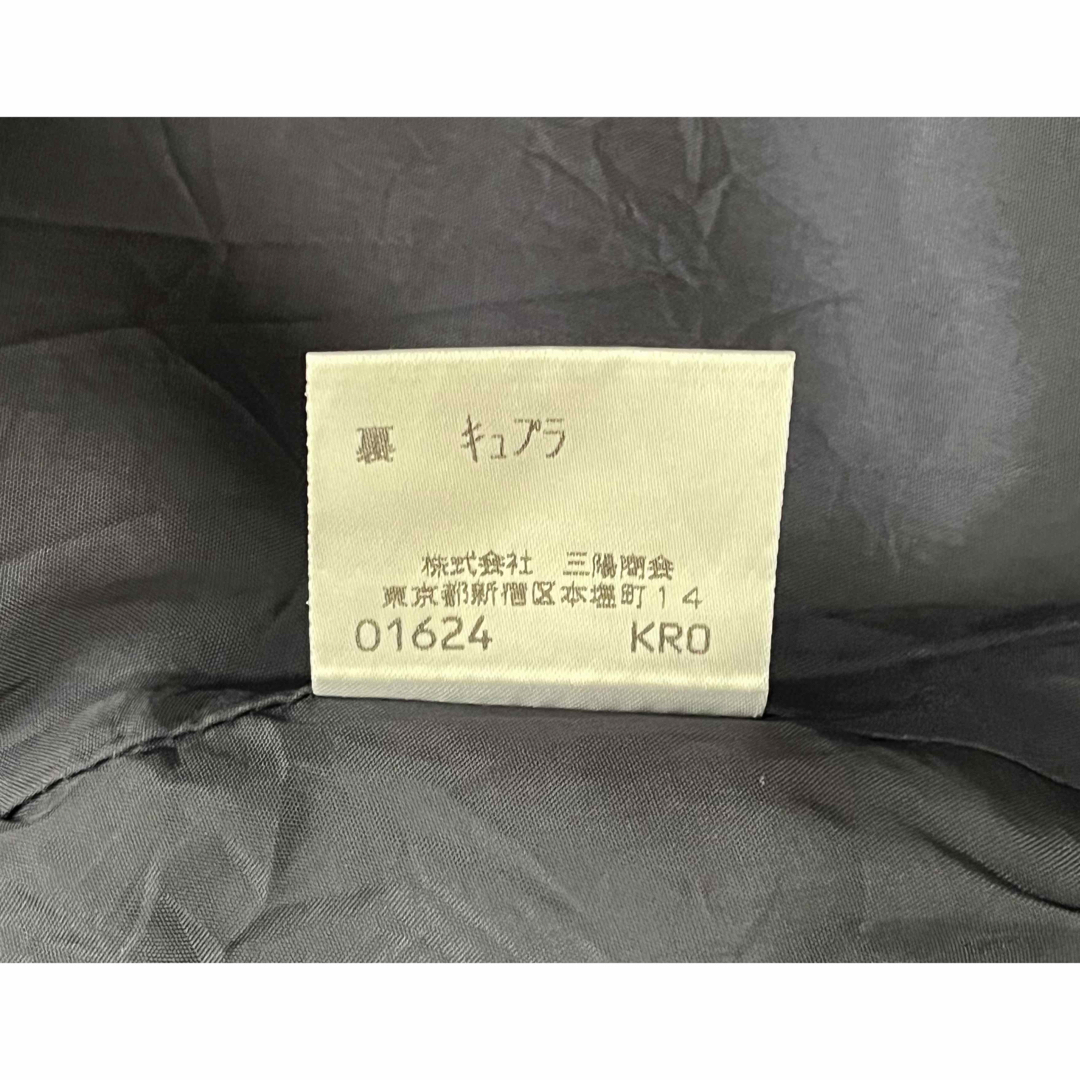 裏 キュプラ
株式会社 三陽商会
東京都新宿区本塩町14
01624 KR0